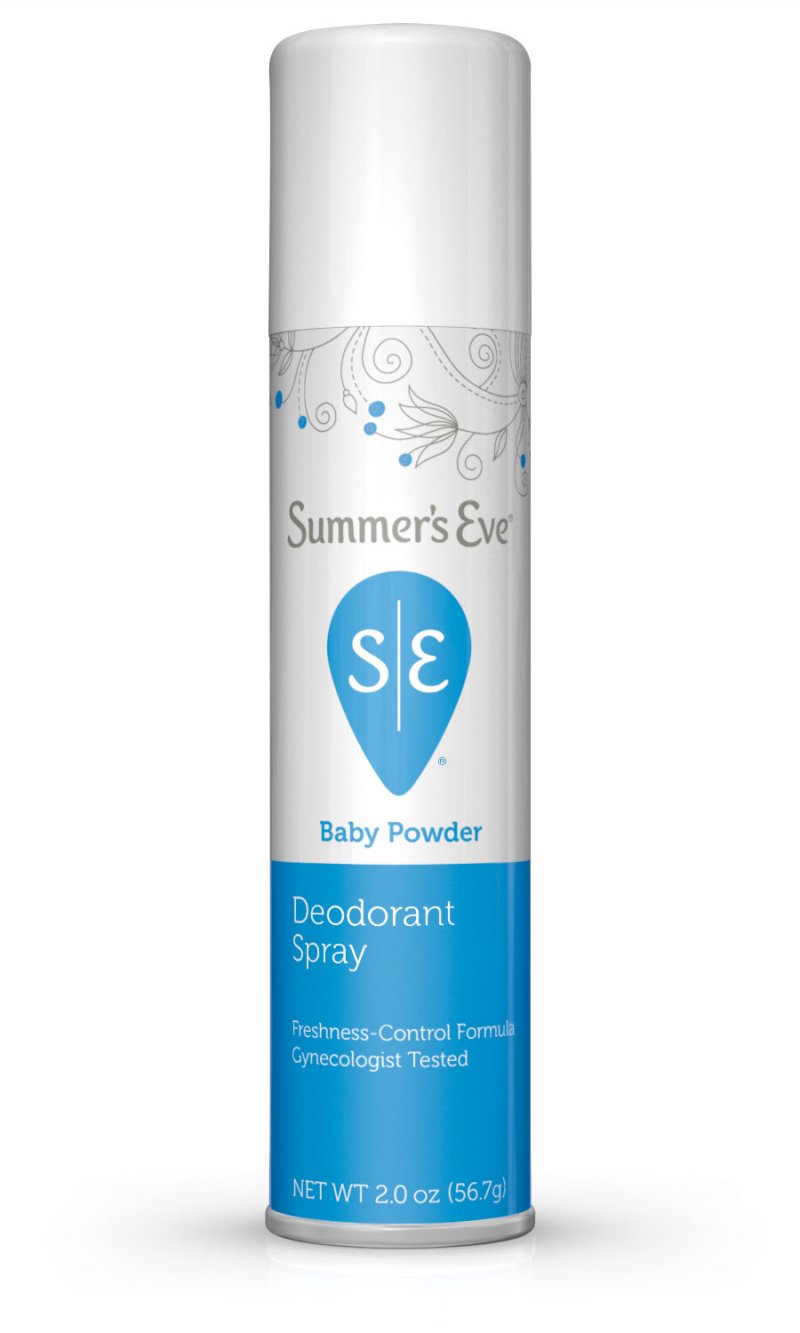 Summer's Eve®
S|E
®
Baby Powder
Deodorant
Spray
Freshness-Control Formula
Gynecologist Tested
NET WT 2.0 oz (56.7g)